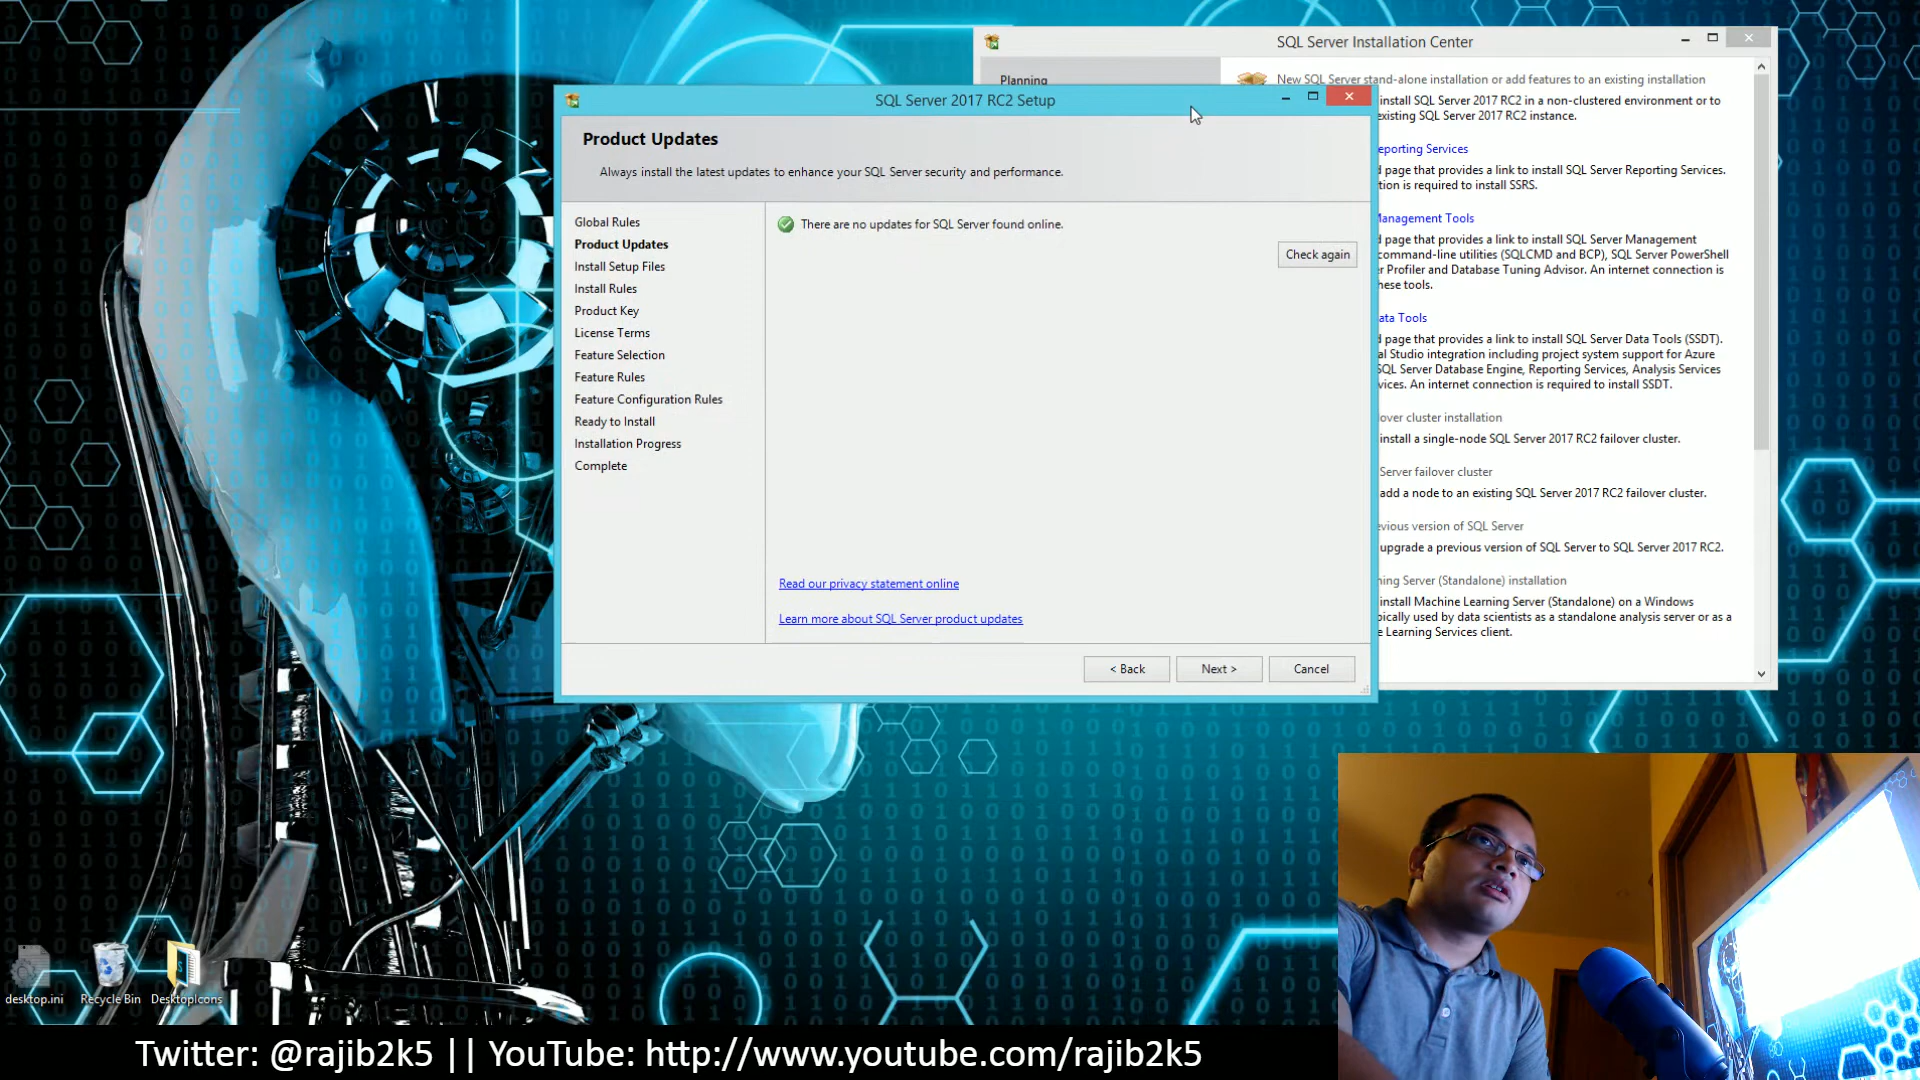 SQL Server Installation Center
Planning
New SQL Server stand-alone installation or add features to an existing installation
install SQL Server 2017 RC2 in a non-clustered environment or to
existing SQL Server 2017 RC2 instance.
eporting Services
d page that provides a link to install SQL Server Reporting Services.
tion is required to install SSRS.
Management Tools
d page that provides a link to install SQL Server Management
command-line utilities (SQLCMD and BCP), SQL Server PowerShell
r Profiler and Database Tuning Advisor. An internet connection is
hese tools.
ata Tools
d page that provides a link to install SQL Server Data Tools (SSDT).
al Studio integration including project system support for Azure
SQL Server Database Engine, Reporting Services, Analysis Services
vices. An internet connection is required to install SSDT.
over cluster installation
install a single-node SQL Server 2017 RC2 failover cluster.
Server failover cluster
add a node to an existing SQL Server 2017 RC2 failover cluster.
evious version of SQL Server
upgrade a previous version of SQL Server to SQL Server 2017 RC2.
ning Server (Standalone) installation
install Machine Learning Server (Standalone) on a Windows
pically used by data scientists as a standalone analysis server or as a
e Learning Services client.
SQL Server 2017 RC2 Setup
Product Updates
Always install the latest updates to enhance your SQL Server security and performance.
Global Rules
Product Updates
Install Setup Files
Install Rules
Product Key
License Terms
Feature Selection
Feature Rules
Feature Configuration Rules
Ready to Install
Installation Progress
Complete
There are no updates for SQL Server found online.
Check again
Read our privacy statement online
Learn more about SQL Server product updates
< Back
Next >
Cancel
desktop.ini
Recycle Bin
DesktopIcons
Twitter: @rajib2k5 || YouTube: http://www.youtube.com/rajib2k5